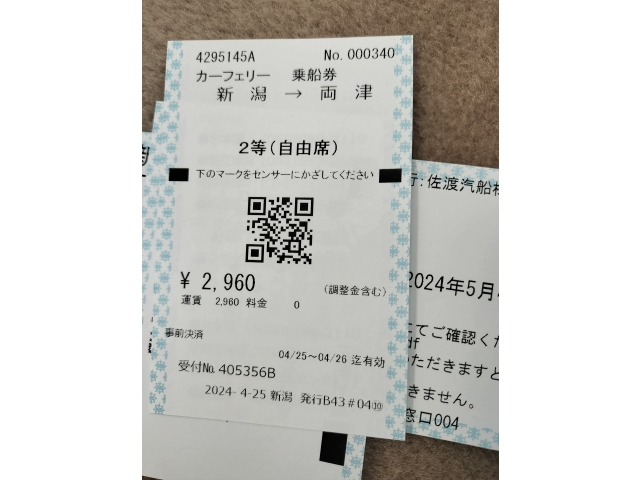 4295145A No. 000340
カーフェリー 乗船券
新潟 → 両津
2等(自由席)
下のマークをセンサーにかざしてください
¥ 2,960 (調整金含む)
運賃 2,960 料金 0
事前決済
04/25～04/26 迄有効
受付No. 405356B
2024- 4-25 新潟 発行B43#04⑩
行:佐渡汽船
2024年5月
にてご確認くだ
ただきますと
きません。
窓口004